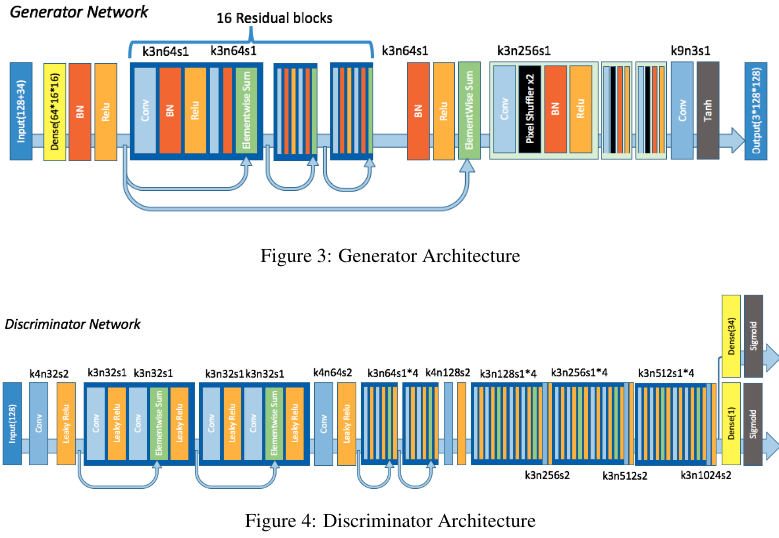 Generator Network
16 Residual blocks
k3n64s1 k3n64s1 k3n64s1 k3n256s1 k9n3s1
Input(128+34)
Dense(64*16*16)
BN
Relu
Conv
BN
Relu
Elementwise Sum
BN
Relu
ElementWise Sum
Conv
Pixel Shuffler x2
BN
Relu
Conv
Tanh
Output(3*128*128)
Figure 3: Generator Architecture
Discriminator Network
Dense(34)
Sigmoid
k4n32s2 k3n32s1 k3n32s1 k3n32s1 k3n32s1 k4n64s2 k3n64s1*4 k4n128s2 k3n128s1*4 k3n256s1*4 k3n512s1*4
Input(128)
Conv
Leaky Relu
Conv
Leaky Relu
Conv
Elementwise Sum
Leaky Relu
Conv
Leaky Relu
Conv
Elementwise Sum
Leaky Relu
Conv
Leaky Relu
Dense(1)
Sigmoid
k3n256s2 k3n512s2 k3n1024s2
Figure 4: Discriminator Architecture